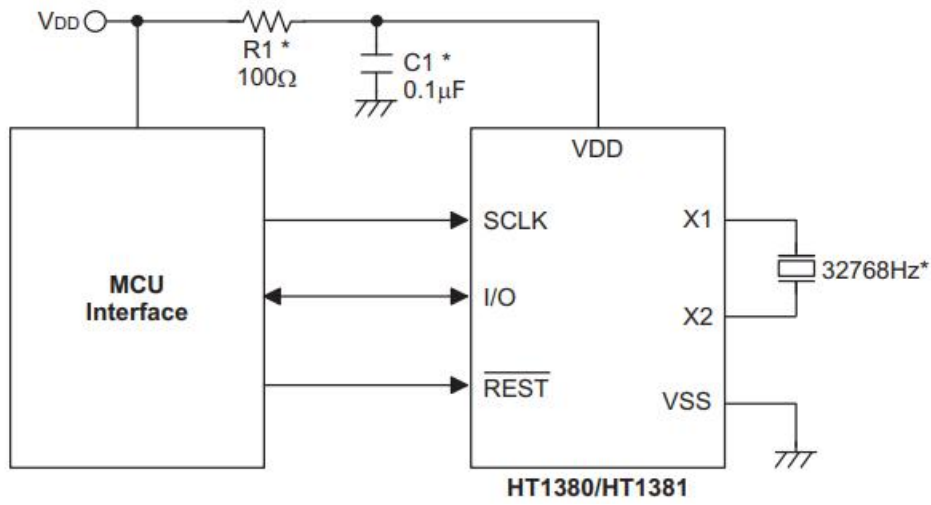 VDD
R1 *
100Ω
C1 *
0.1μF
VDD
SCLK
X1
MCU
Interface
I/O
32768Hz*
X2
REST
VSS
HT1380/HT1381